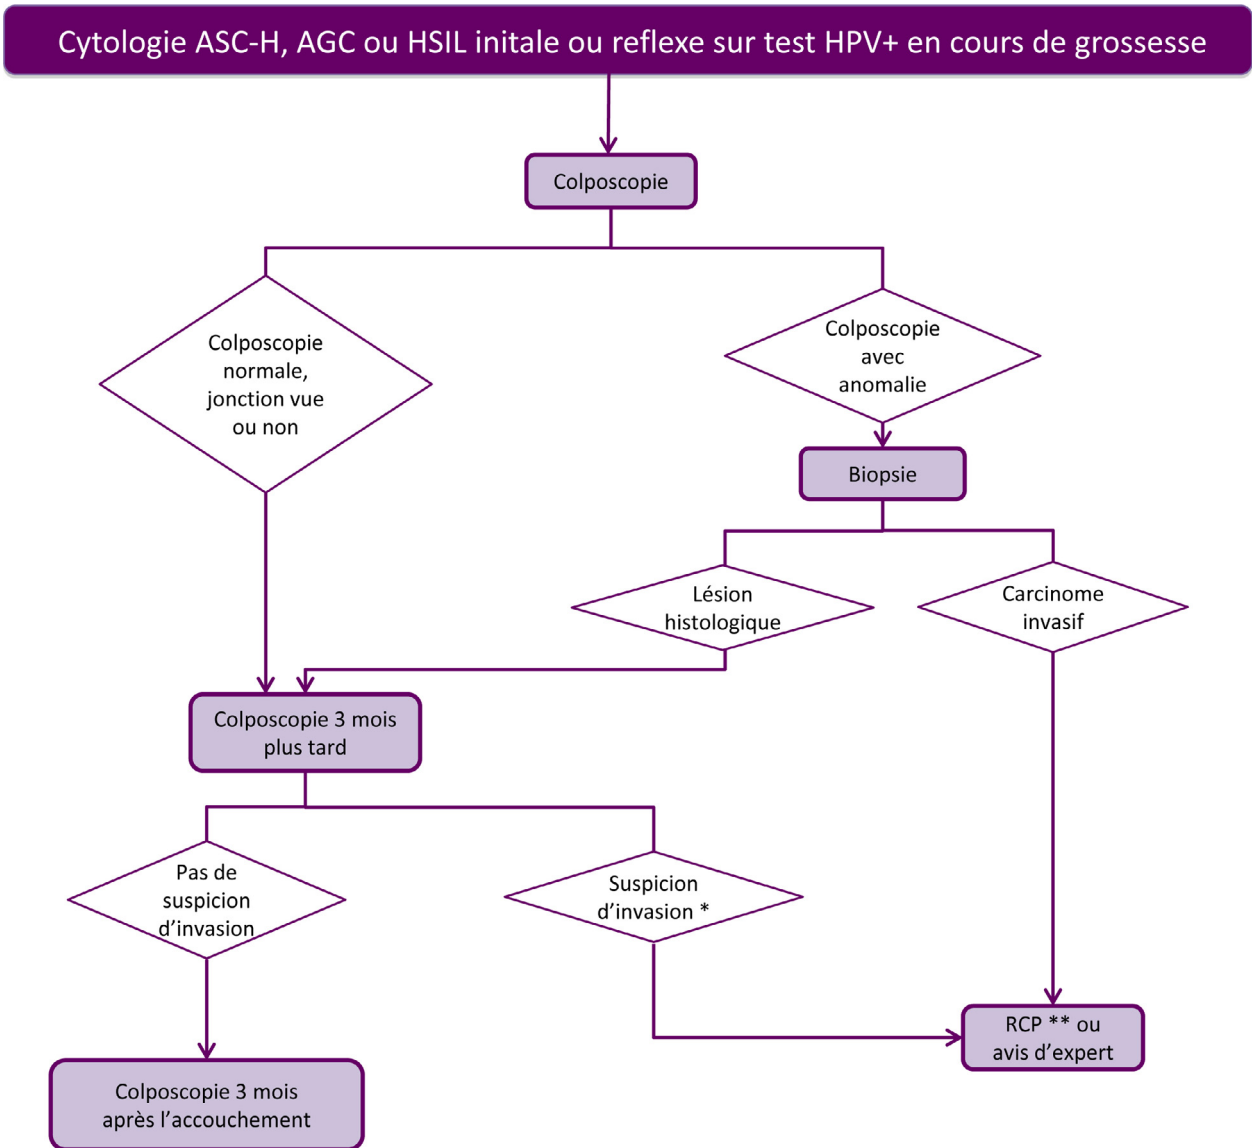 Cytologie ASC-H, AGC ou HSIL initale ou reflexe sur test HPV+ en cours de grossesse
Colposcopie
Colposcopie
normale,
jonction vue
ou non
Colposcopie
avec
anomalie
Biopsie
Lésion
histologique
Carcinome
invasif
Colposcopie 3 mois
plus tard
Pas de
suspicion
d’invasion
Suspicion
d’invasion *
RCP ** ou
avis d’expert
Colposcopie 3 mois
après l’accouchement